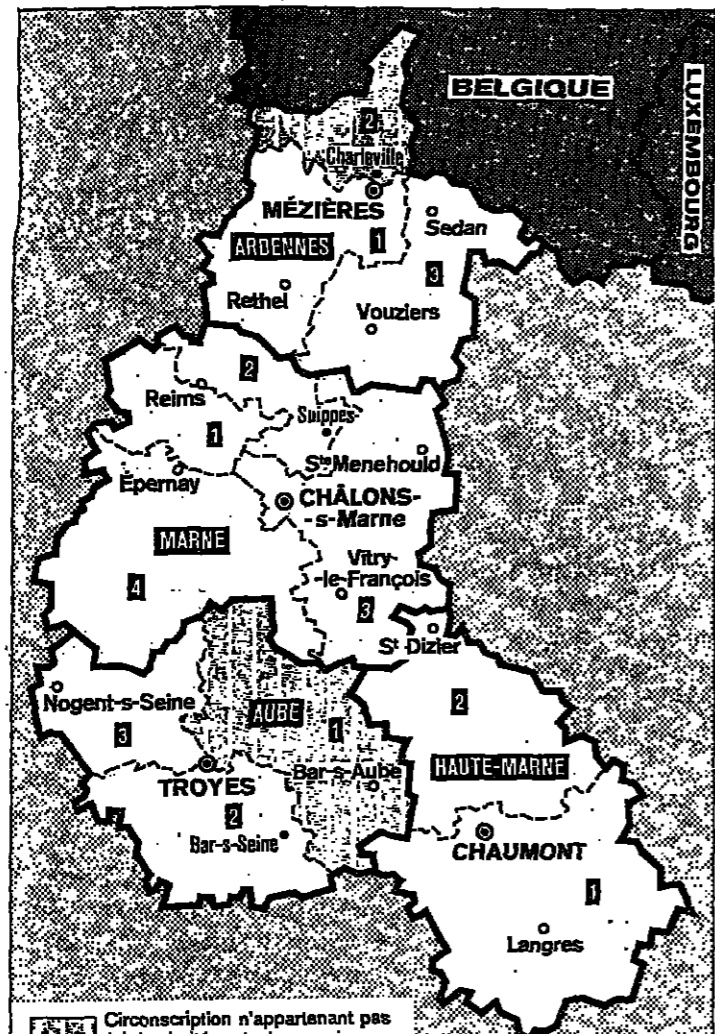 BELGIQUE
LUXEMBOURG
2
Charleville
MÉZIÈRES
Sedan
ARDENNES
1
3
Rethel
Vouziers
2
Reims
Suippes
1
Ste Menehould
Épernay
CHÂLONS-
-s-Marne
MARNE
Vitry-
-le-François
4
3
St Dizier
Nogent-s-Seine
AUBE
1
2
3
Bar-s-Aube
HAUTE-MARNE
TROYES
2
Bar-s-Seine
CHAUMONT
1
Langres
Circonscription n'appartenant pas